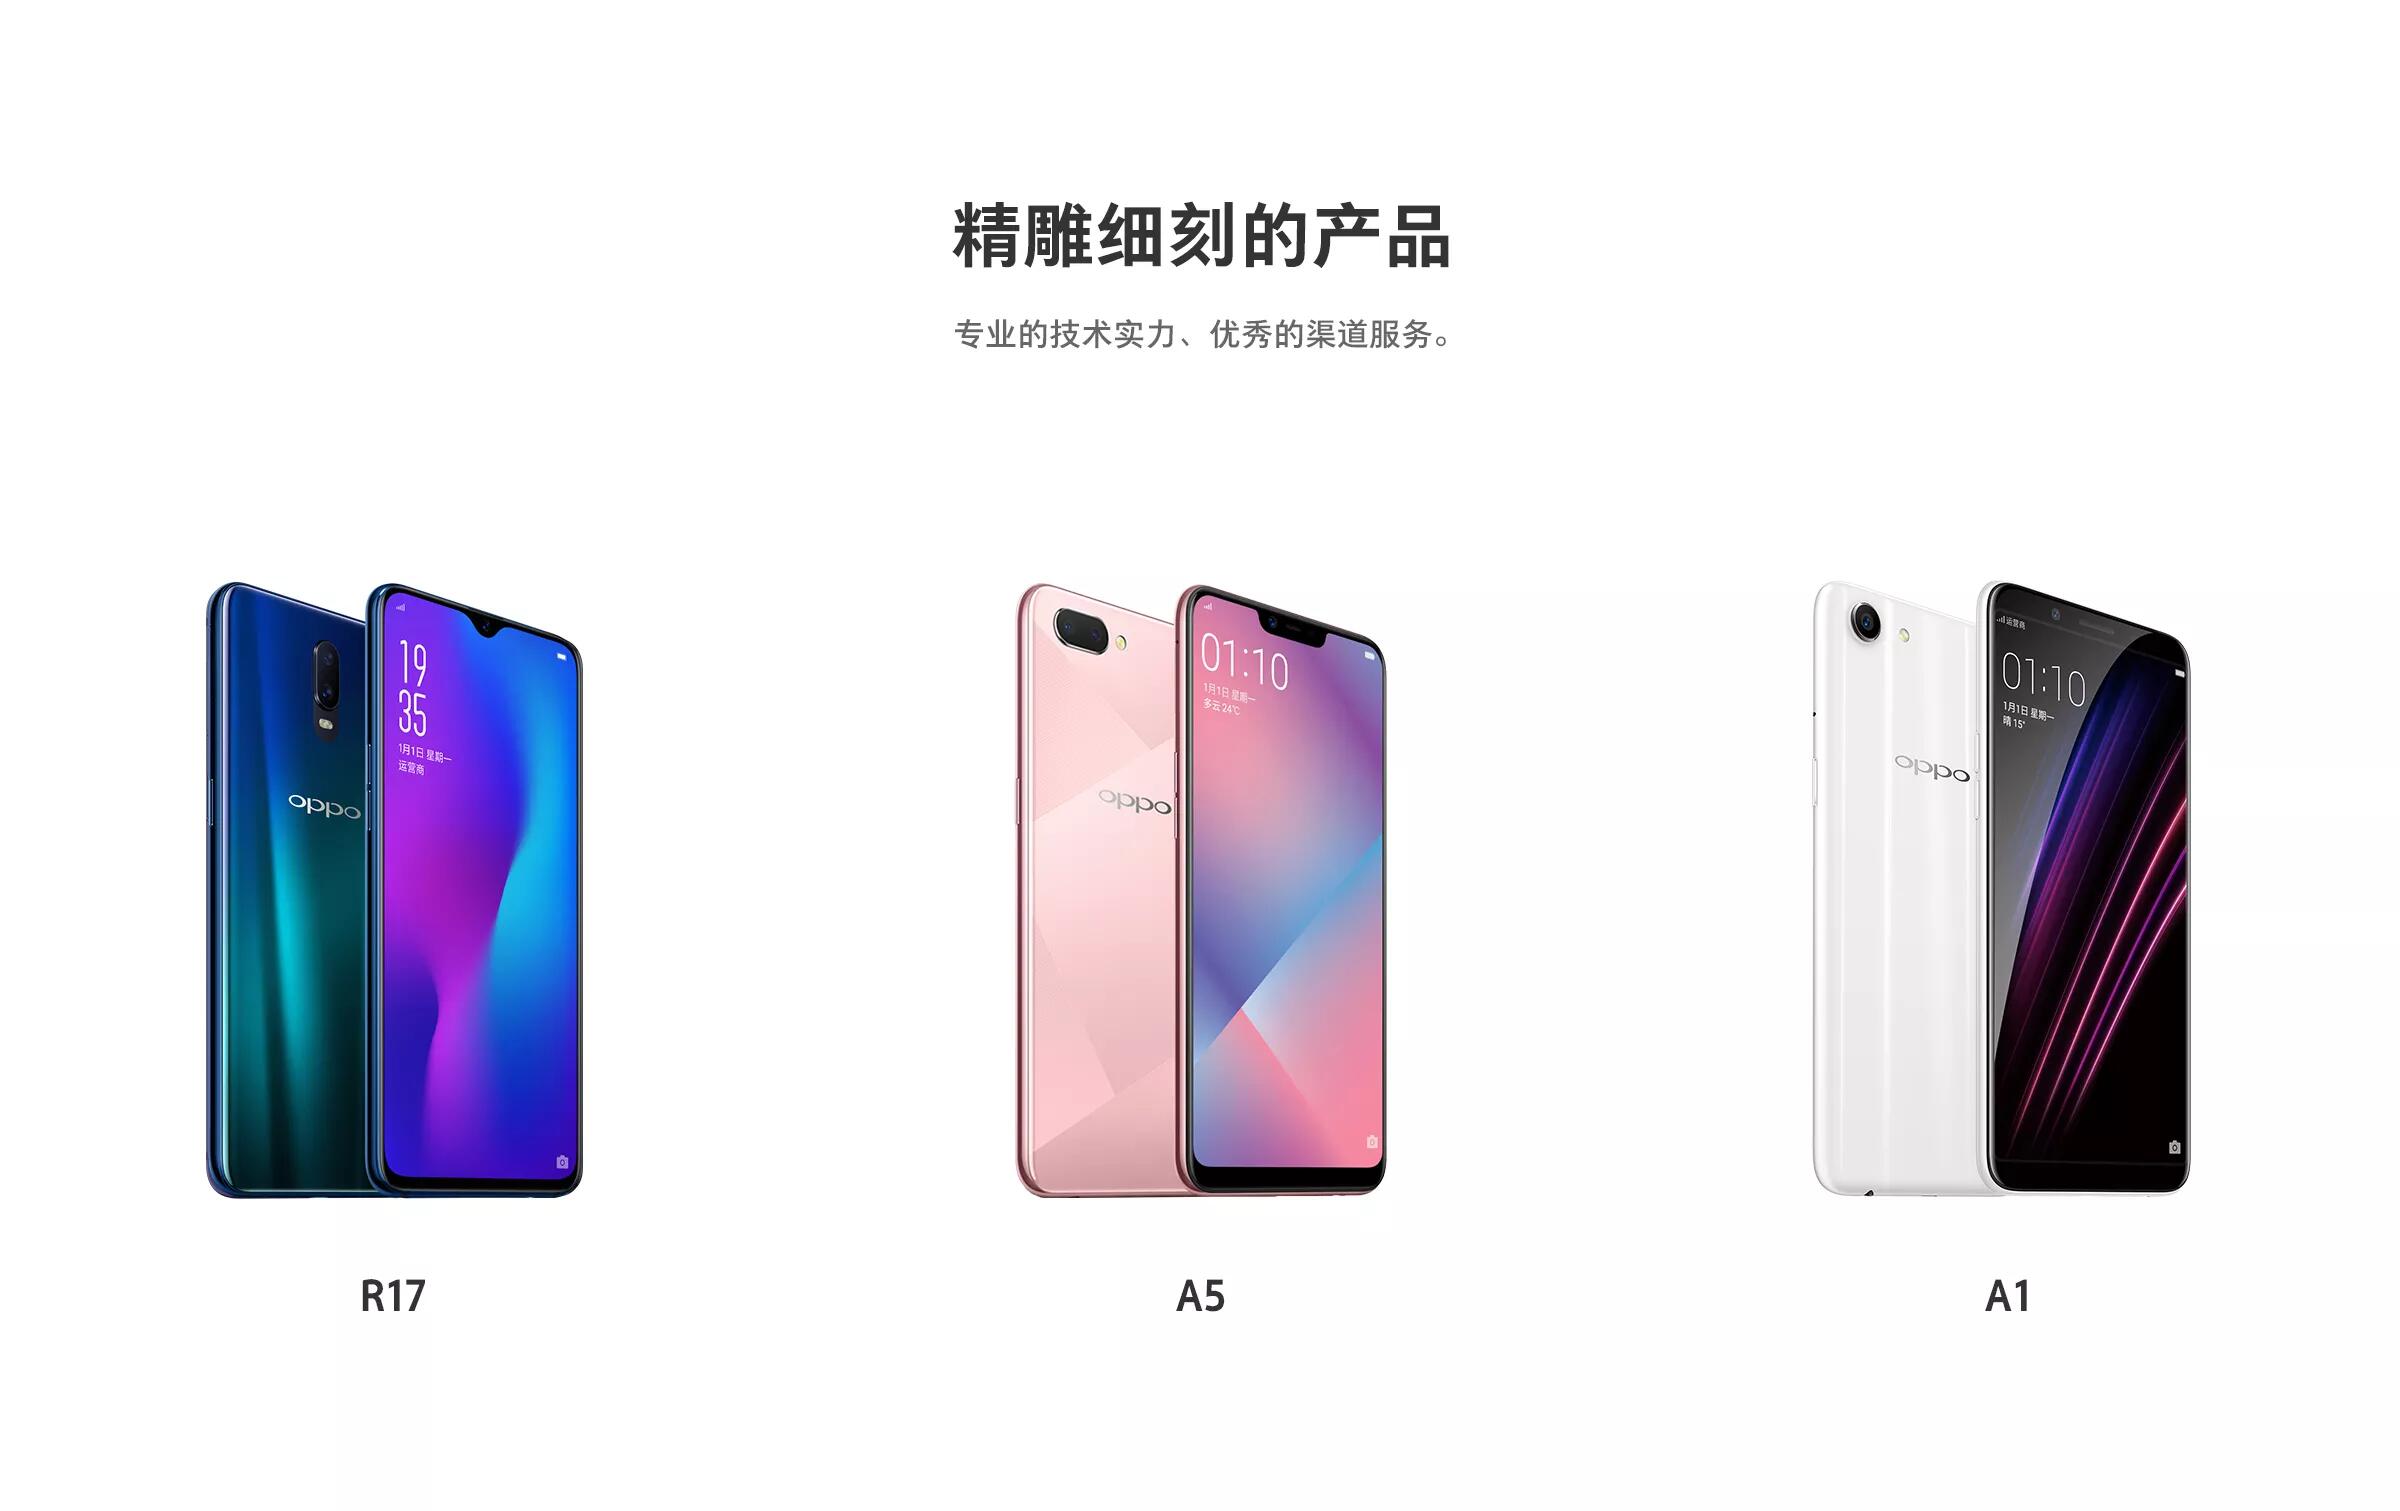 精雕细刻的产品
专业的技术实力、优秀的渠道服务。
oppo
19
35
1月1日 星期一
运营商
oppo
01:10
1月1日 星期一
多云 24℃
oppo
运营商
01:10
1月1日 星期一
晴 15°
R17
A5
A1